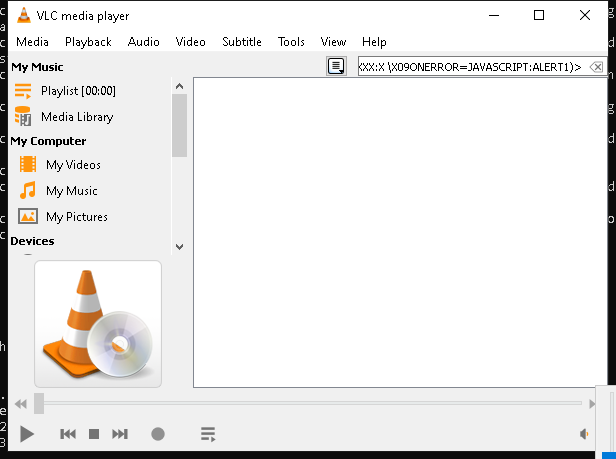 VLC media player
Media Playback Audio Video Subtitle Tools View Help
My Music
XX:X \X09ONERROR=JAVASCRIPT:ALERT1)>
Playlist [00:00]
Media Library
My Computer
My Videos
My Music
My Pictures
Devices